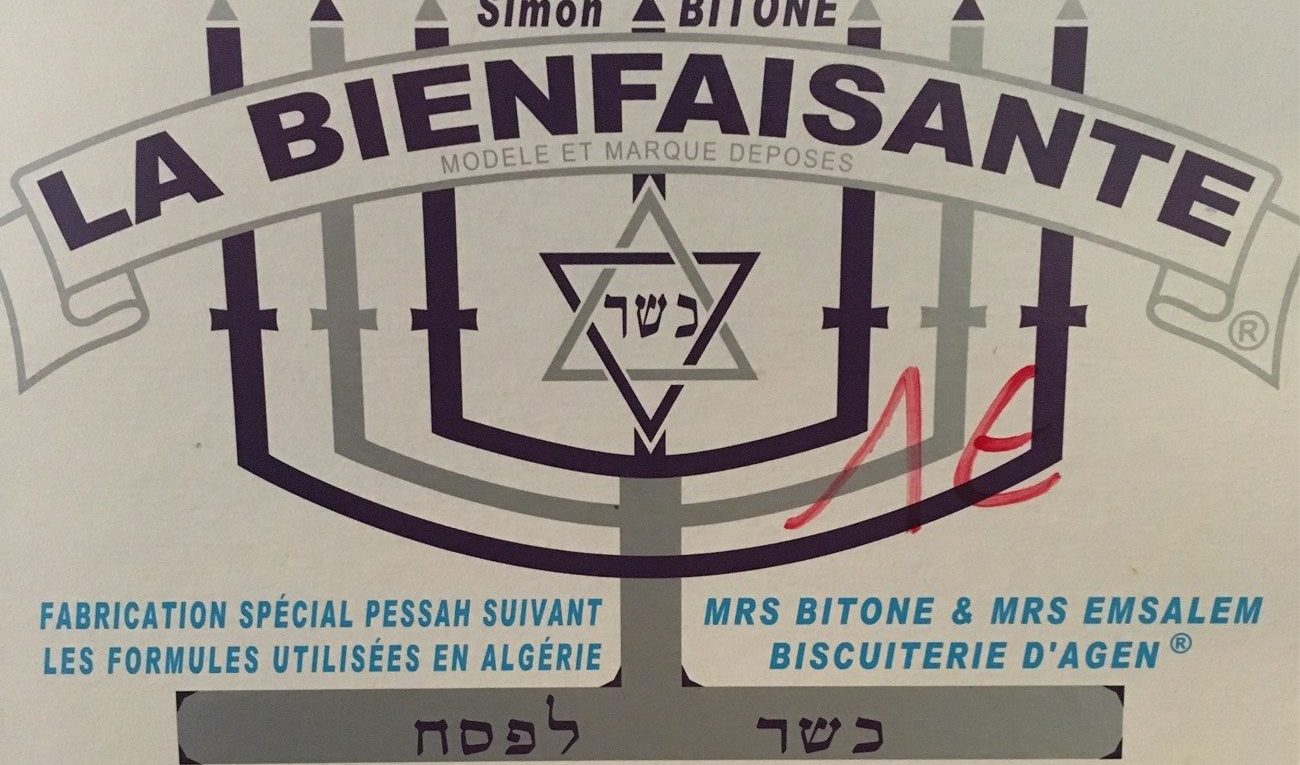 Simon BITONE
LA BIENFAISANTE
MODELE ET MARQUE DEPOSES
כשר
®
FABRICATION SPÉCIAL PESSAH SUIVANT
LES FORMULES UTILISÉES EN ALGÉRIE
MRS BITONE & MRS EMSALEM
BISCUITERIE D'AGEN ®
כשר לפסח